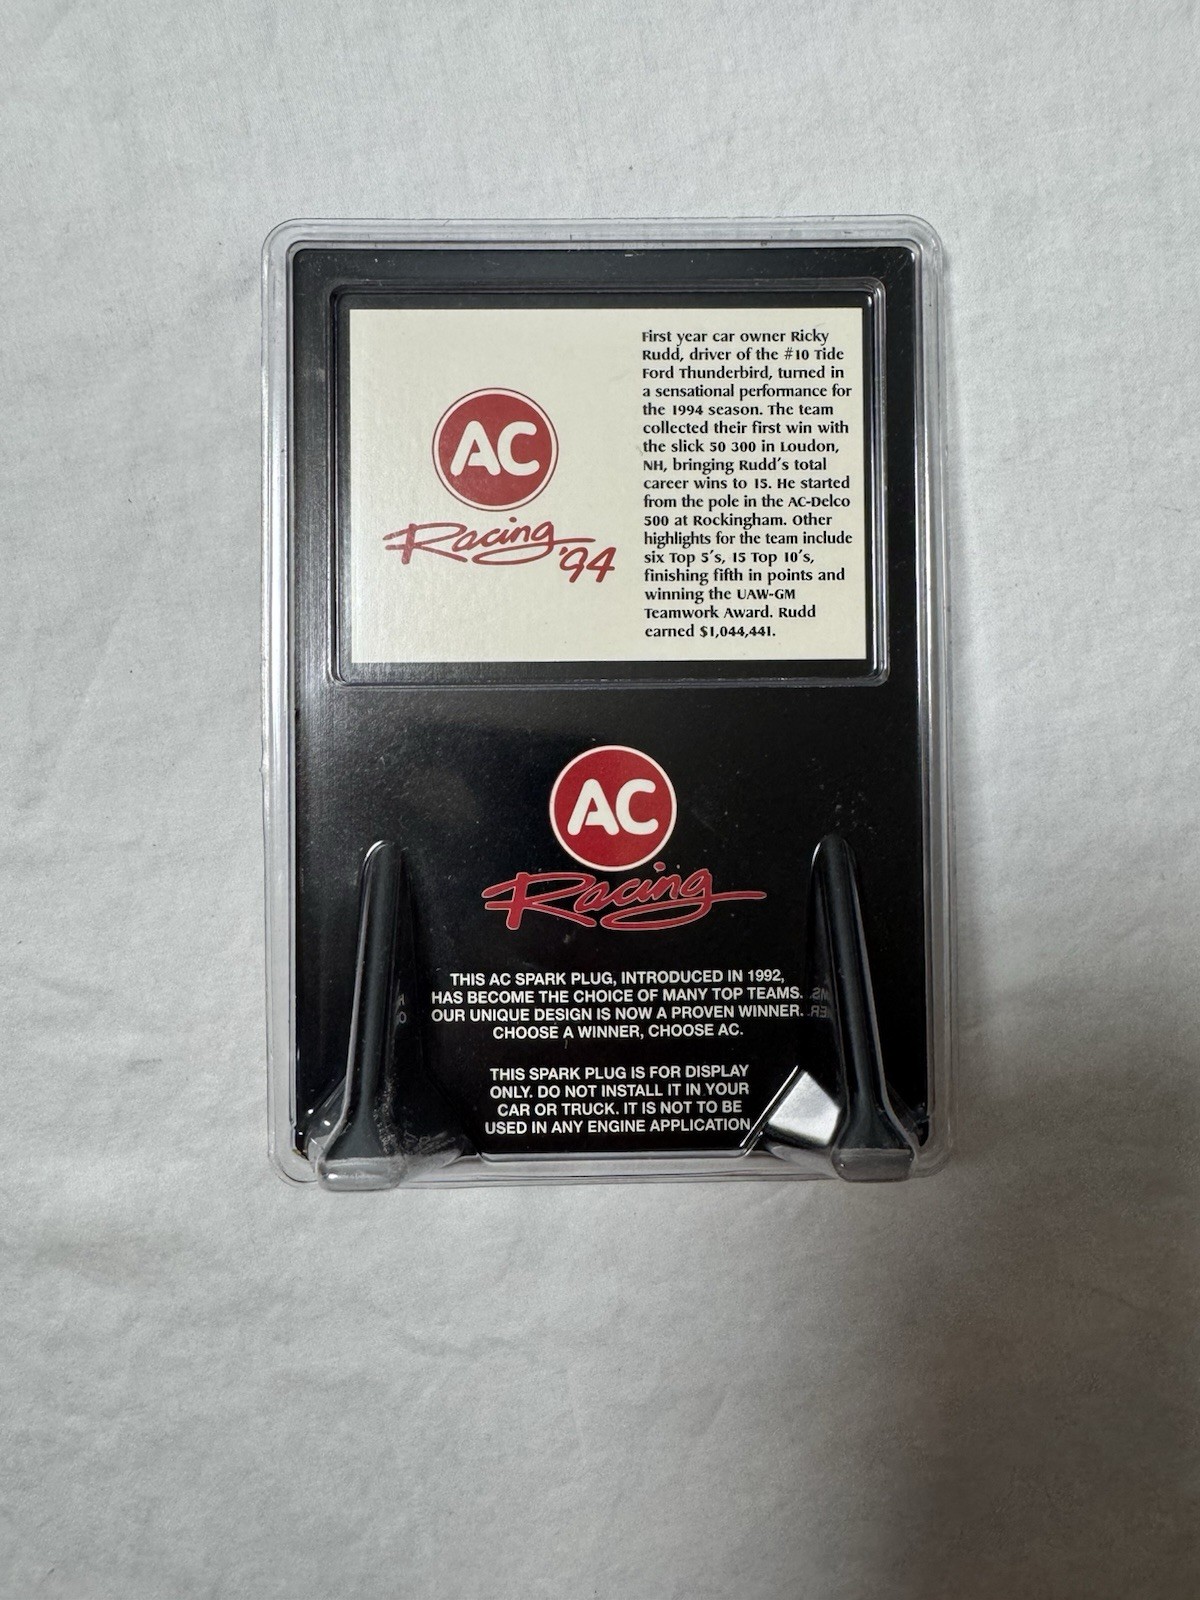 AC
Racing
'94
First year car owner Ricky
Rudd, driver of the #10 Tide
Ford Thunderbird, turned in
a sensational performance for
the 1994 season. The team
collected their first win with
the slick 50 300 in Loudon,
NH, bringing Rudd's total
career wins to 15. He started
from the pole in the AC-Delco
500 at Rockingham. Other
highlights for the team include
six Top 5's, 15 Top 10's,
finishing fifth in points and
winning the UAW-GM
Teamwork Award. Rudd
earned $1,044,441.
AC
Racing
THIS AC SPARK PLUG, INTRODUCED IN 1992,
HAS BECOME THE CHOICE OF MANY TOP TEAMS.
OUR UNIQUE DESIGN IS NOW A PROVEN WINNER.
CHOOSE A WINNER, CHOOSE AC.
THIS SPARK PLUG IS FOR DISPLAY
ONLY. DO NOT INSTALL IT IN YOUR
CAR OR TRUCK. IT IS NOT TO BE
USED IN ANY ENGINE APPLICATION